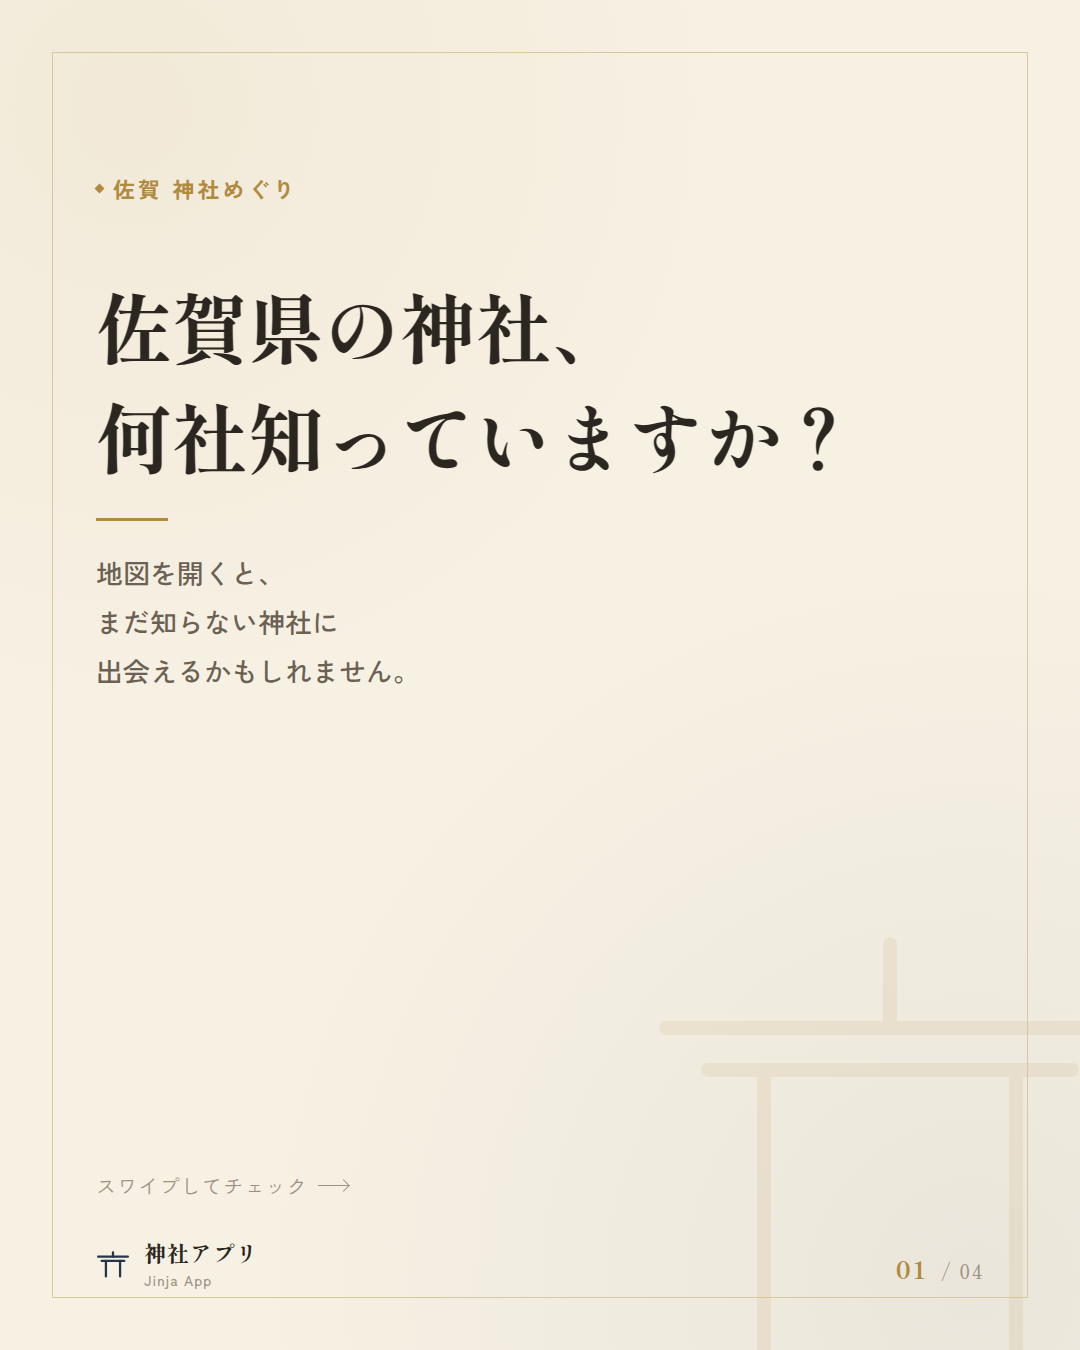 佐賀 神社めぐり
佐賀県の神社、
何社知っていますか？
地図を開くと、
まだ知らない神社に
出会えるかもしれません。
スワイプしてチェック
神社アプリ
Jinja App
01 / 04